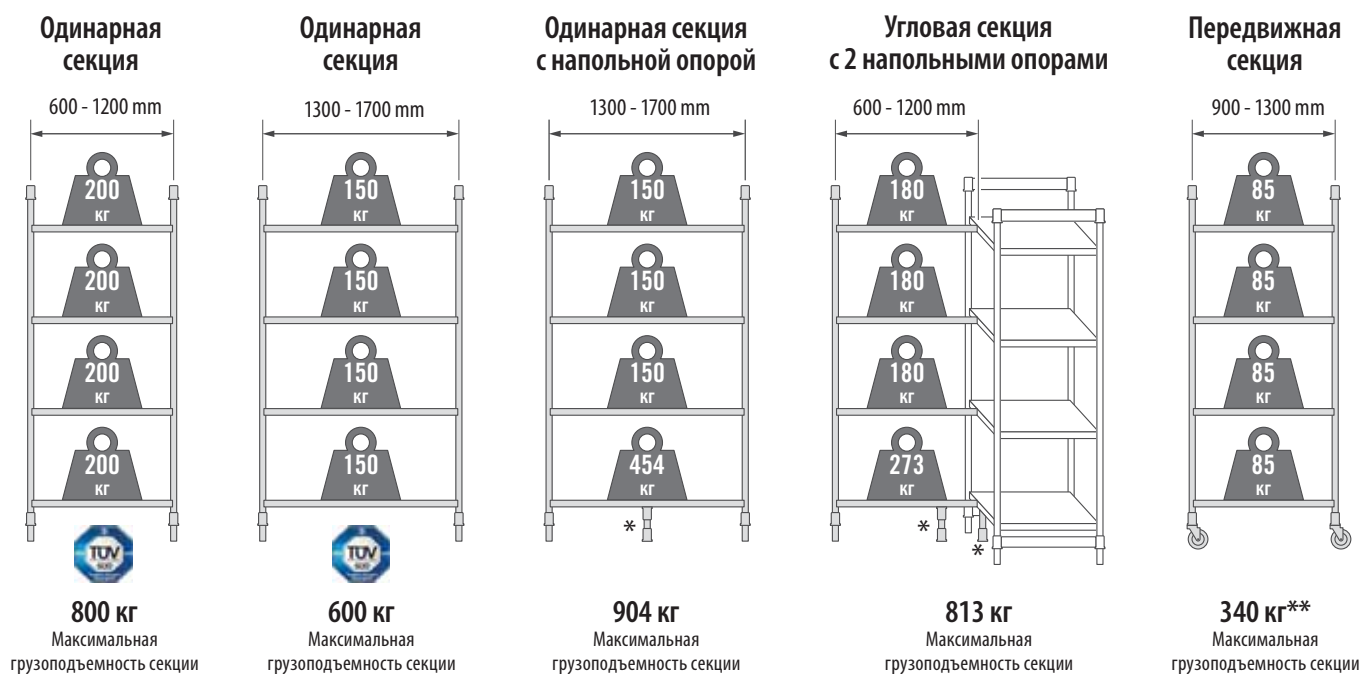 Одинарная
секция
600 - 1200 mm
200
кг
200
кг
200
кг
200
кг
TÜV
SÜD
800 кг
Максимальная
грузоподъемность секции
Одинарная
секция
1300 - 1700 mm
150
кг
150
кг
150
кг
150
кг
TÜV
SÜD
600 кг
Максимальная
грузоподъемность секции
Одинарная секция
с напольной опорой
1300 - 1700 mm
150
кг
150
кг
150
кг
454
кг
*
904 кг
Максимальная
грузоподъемность секции
Угловая секция
с 2 напольными опорами
600 - 1200 mm
180
кг
180
кг
180
кг
273
кг
*
*
813 кг
Максимальная
грузоподъемность секции
Передвижная
секция
900 - 1300 mm
85
кг
85
кг
85
кг
85
кг
340 кг**
Максимальная
грузоподъемность секции